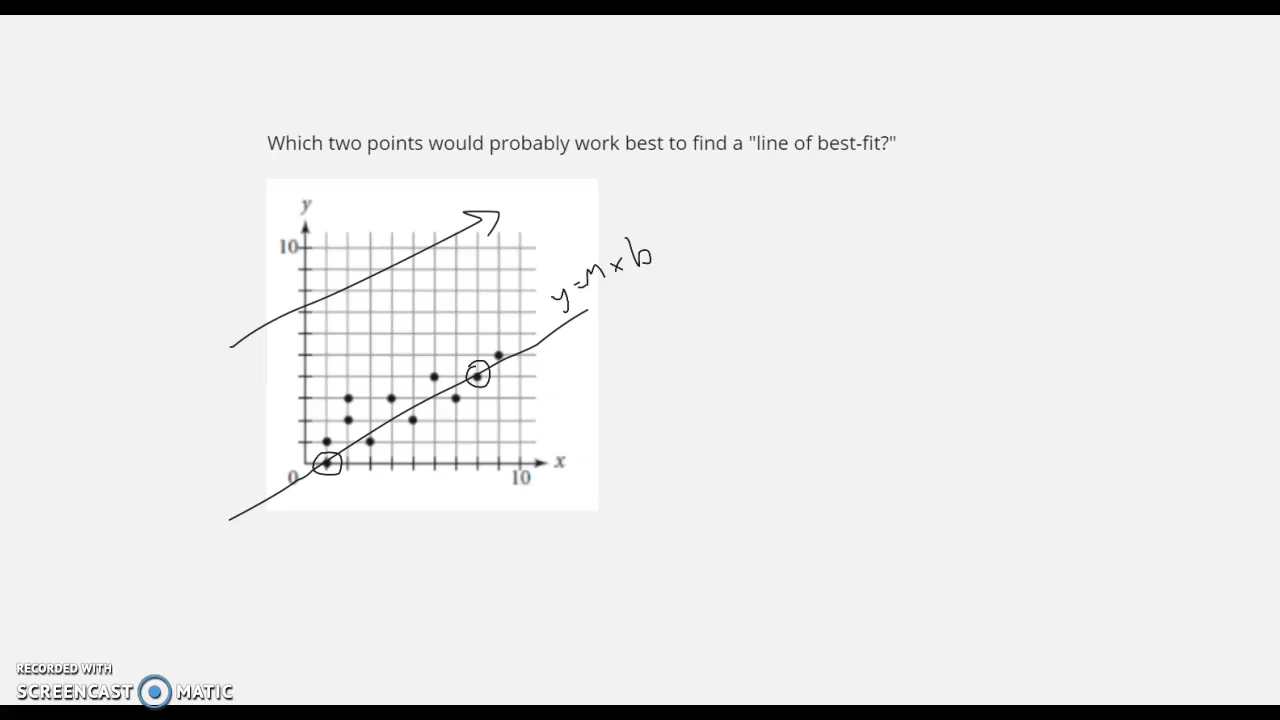 Which two points would probably work best to find a "line of best-fit?"
y
10
y=mxb
0
10
x
RECORDED WITH
SCREENCAST MATIC